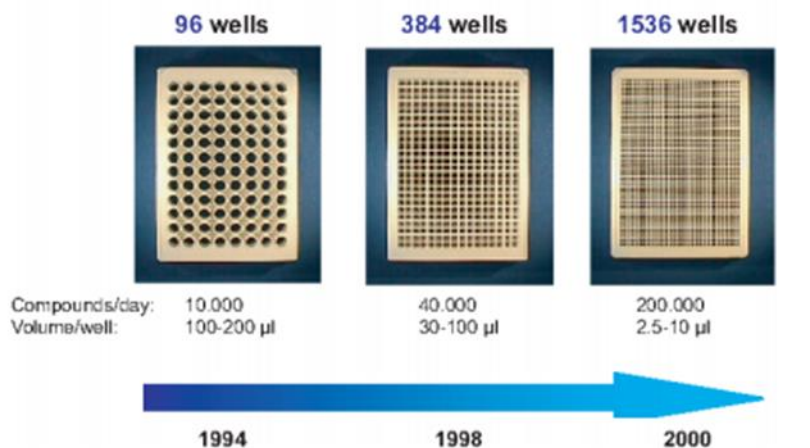 96 wells 384 wells 1536 wells
Compounds/day: 10.000 40.000 200.000
Volume/well: 100-200 µl 30-100 µl 2.5-10 µl
1994 1998 2000